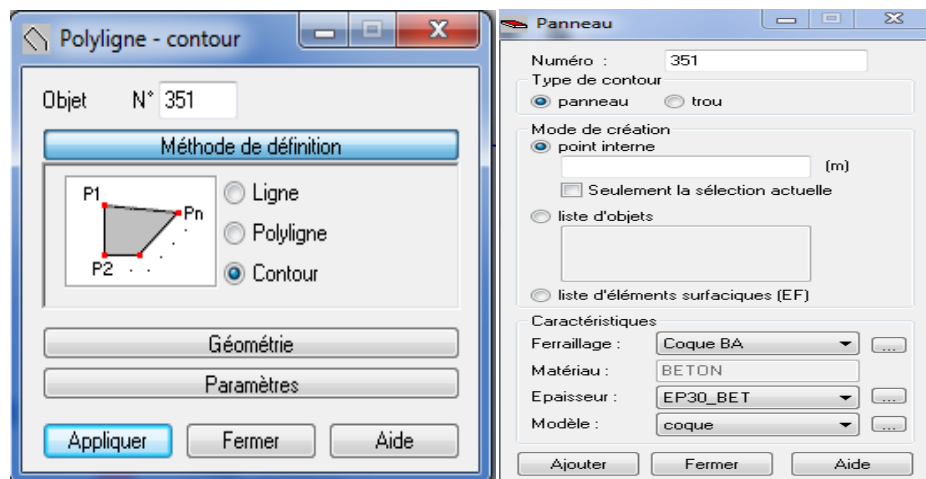 Polyligne - contour
Objet N° 351
Méthode de définition
P1
Pn
P2 . . .
Ligne
Polyligne
Contour
Géométrie
Paramètres
Appliquer Fermer Aide
Panneau
Numéro : 351
Type de contour
panneau trou
Mode de création
point interne
(m)
Seulement la sélection actuelle
liste d'objets
liste d'éléments surfaciques (EF)
Caractéristiques
Ferraillage : Coque BA ...
Matériau : BETON
Epaisseur : EP30_BET ...
Modèle : coque ...
Ajouter Fermer Aide